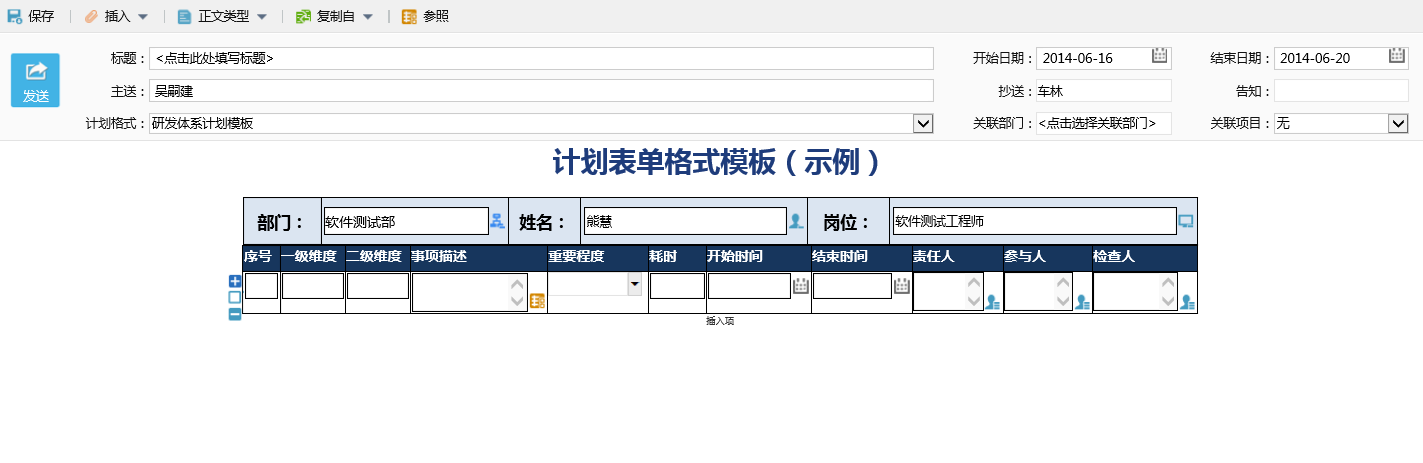 保存 插入 正文类型 复制自 参照
标题： <点击此处填写标题> 开始日期： 2014-06-16 结束日期： 2014-06-20
发送
主送： 吴嗣建 抄送： 车林 告知：
计划格式： 研发体系计划模板 关联部门： <点击选择关联部门> 关联项目： 无
计划表单格式模板（示例）
部门： 软件测试部 姓名： 熊慧 岗位： 软件测试工程师
序号 一级维度 二级维度 事项描述 重要程度 耗时 开始时间 结束时间 责任人 参与人 检查人
插入项